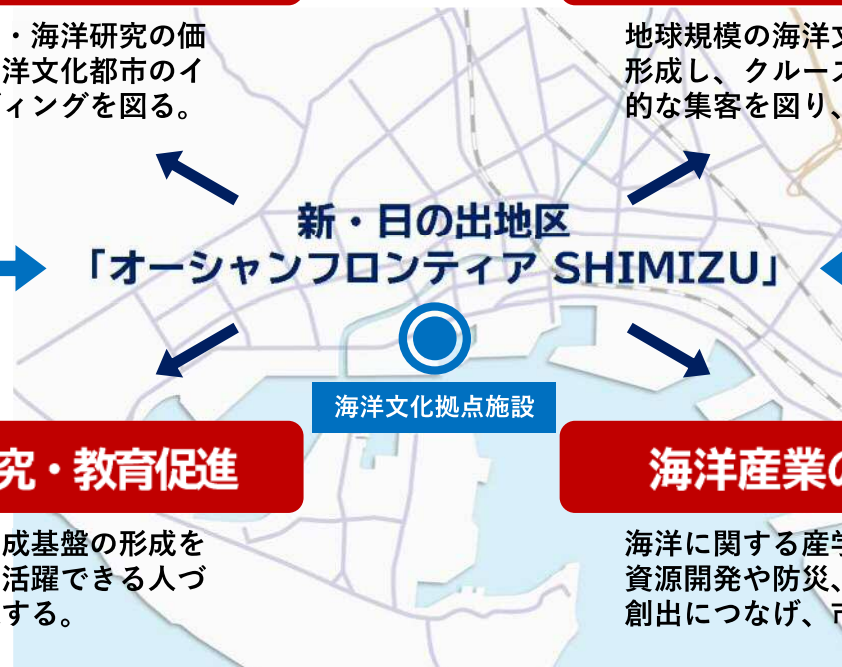 ・海洋研究の価
洋文化都市のイ
ィングを図る。
地球規模の海洋文
形成し、クルーズ
的な集客を図り、
新・日の出地区
「オーシャンフロンティア SHIMIZU」
海洋文化拠点施設
究・教育促進
海洋産業の
成基盤の形成を
活躍できる人づ
する。
海洋に関する産学
資源開発や防災、
創出につなげ、市